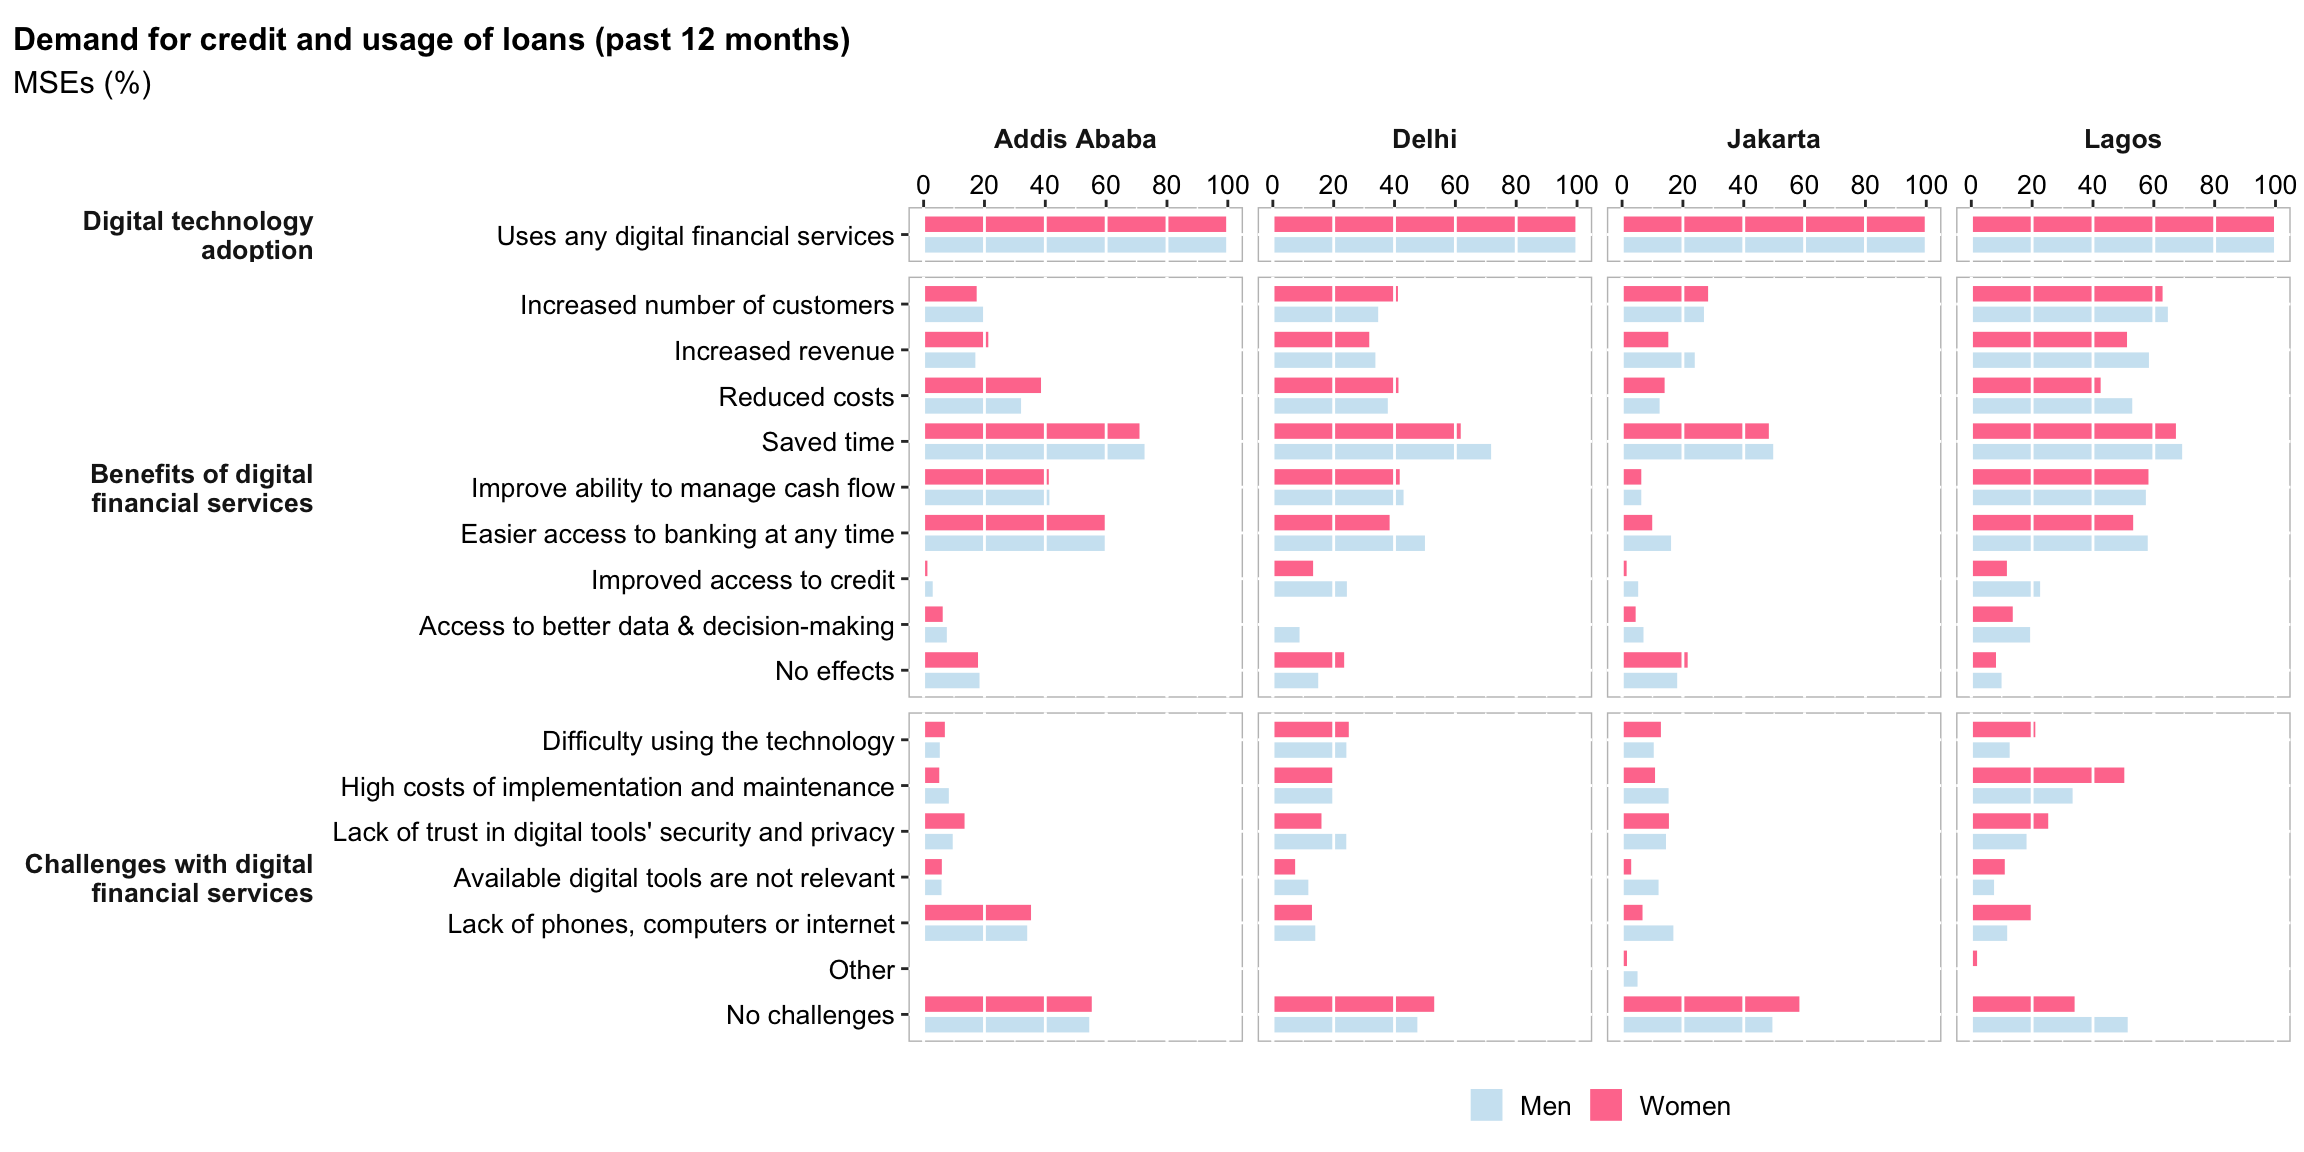 Demand for credit and usage of loans (past 12 months)
MSEs (%)
Addis Ababa Delhi Jakarta Lagos
0 20 40 60 80 100 0 20 40 60 80 100 0 20 40 60 80 100 0 20 40 60 80 100
Digital technology
adoption
Uses any digital financial services
Benefits of digital
financial services
Increased number of customers
Increased revenue
Reduced costs
Saved time
Improve ability to manage cash flow
Easier access to banking at any time
Improved access to credit
Access to better data & decision-making
No effects
Challenges with digital
financial services
Difficulty using the technology
High costs of implementation and maintenance
Lack of trust in digital tools' security and privacy
Available digital tools are not relevant
Lack of phones, computers or internet
Other
No challenges
Men Women